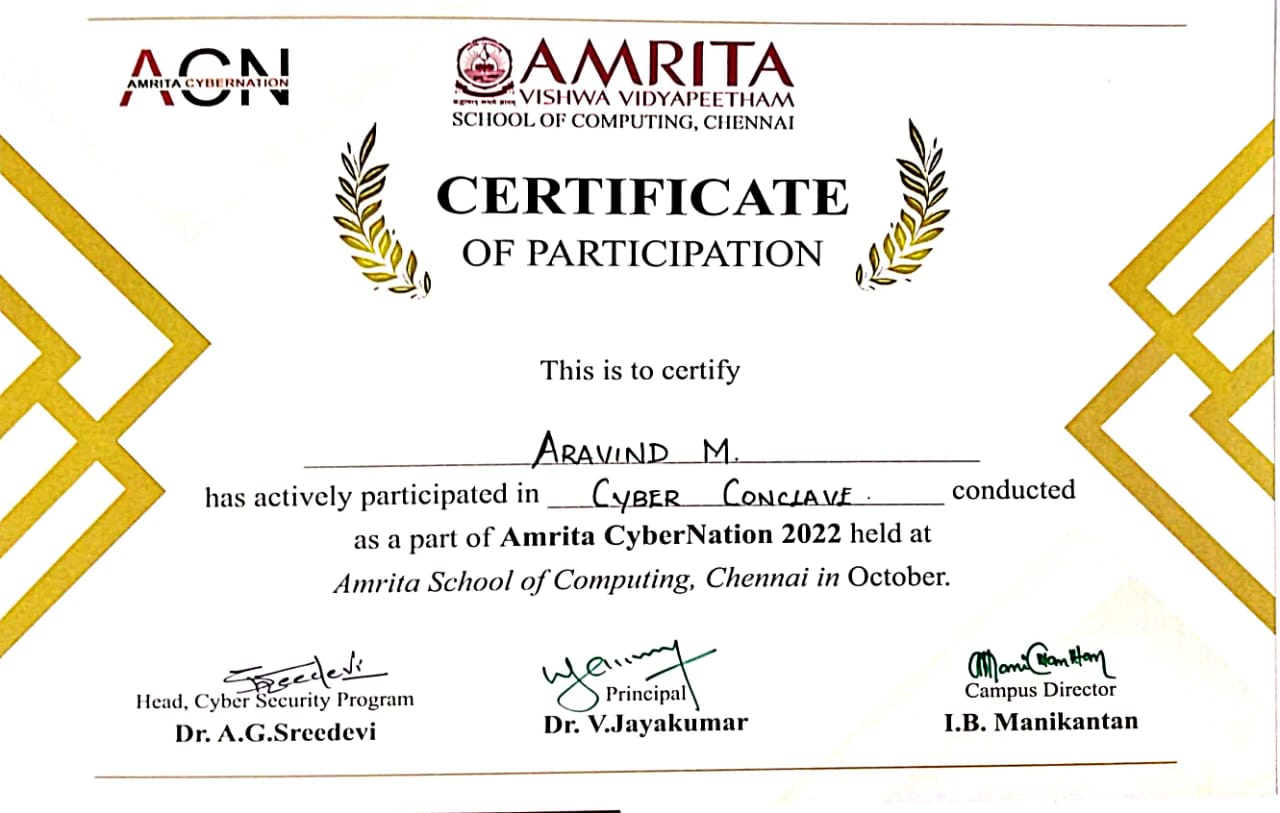 ACN
AMRITA CYBERNATION
AMRITA
VISHWA VIDYAPEETHAM
SCHOOL OF COMPUTING, CHENNAI
CERTIFICATE
OF PARTICIPATION
This is to certify
ARAVIND M.
has actively participated in CYBER CONCLAVE. conducted
as a part of Amrita CyberNation 2022 held at
Amrita School of Computing, Chennai in October.
Sreedevi
Head, Cyber Security Program
Dr. A.G.Sreedevi
Principal
Dr. V.Jayakumar
Campus Director
I.B. Manikantan